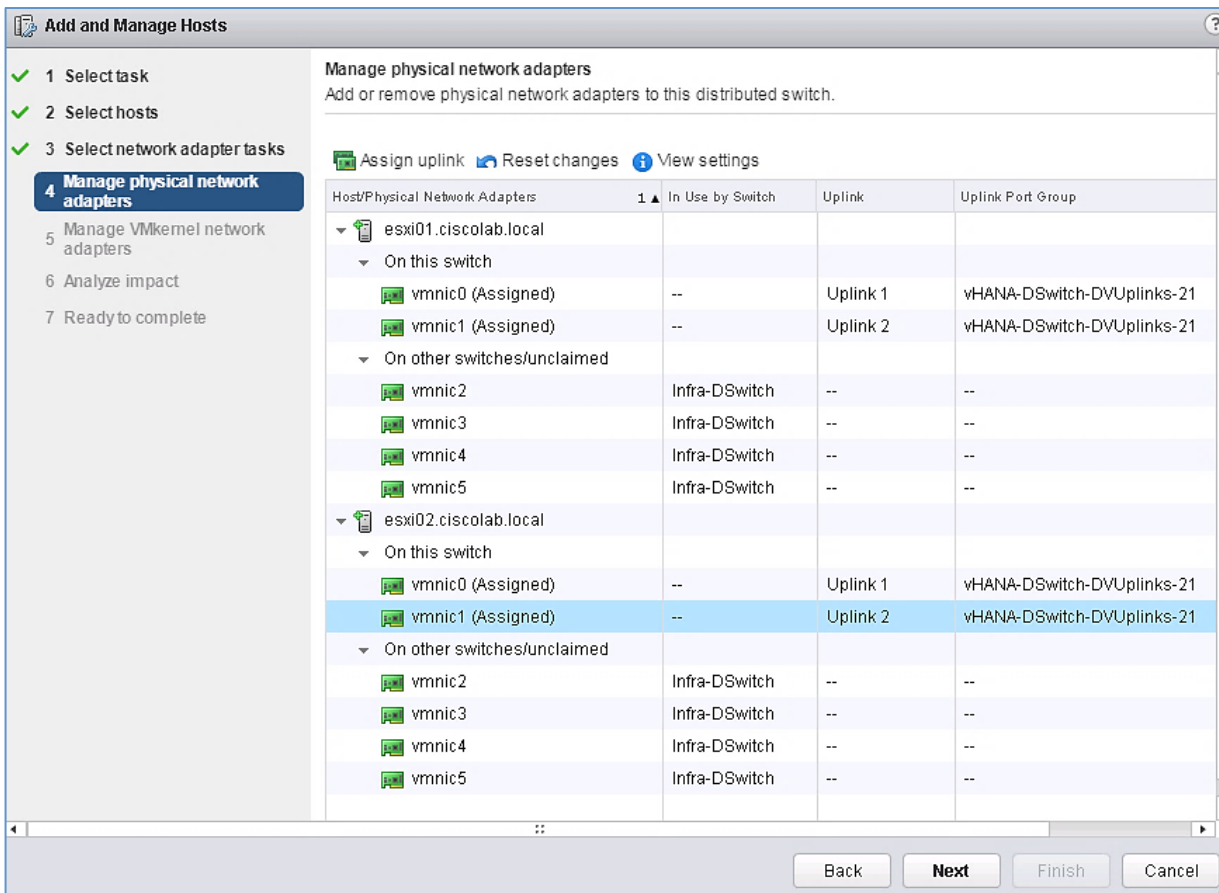 Add and Manage Hosts
?
1 Select task
2 Select hosts
3 Select network adapter tasks
4 Manage physical network
adapters
5 Manage VMkernel network
adapters
6 Analyze impact
7 Ready to complete
Manage physical network adapters
Add or remove physical network adapters to this distributed switch.
Assign uplink Reset changes View settings
Host/Physical Network Adapters 1 ▲ In Use by Switch Uplink Uplink Port Group
esxi01.ciscolab.local
On this switch
vmnic0 (Assigned) -- Uplink 1 vHANA-DSwitch-DVUplinks-21
vmnic1 (Assigned) -- Uplink 2 vHANA-DSwitch-DVUplinks-21
On other switches/unclaimed
vmnic2 Infra-DSwitch -- --
vmnic3 Infra-DSwitch -- --
vmnic4 Infra-DSwitch -- --
vmnic5 Infra-DSwitch -- --
esxi02.ciscolab.local
On this switch
vmnic0 (Assigned) -- Uplink 1 vHANA-DSwitch-DVUplinks-21
vmnic1 (Assigned) -- Uplink 2 vHANA-DSwitch-DVUplinks-21
On other switches/unclaimed
vmnic2 Infra-DSwitch -- --
vmnic3 Infra-DSwitch -- --
vmnic4 Infra-DSwitch -- --
vmnic5 Infra-DSwitch -- --
Back Next Finish Cancel